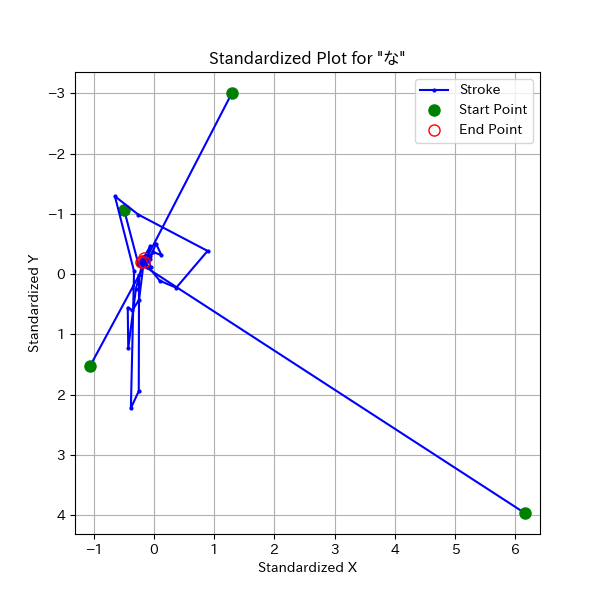 Standardized Plot for "な"
Stroke
Start Point
End Point
−3
−2
−1
0
1
2
3
4
Standardized Y
−1 0 1 2 3 4 5 6
Standardized X